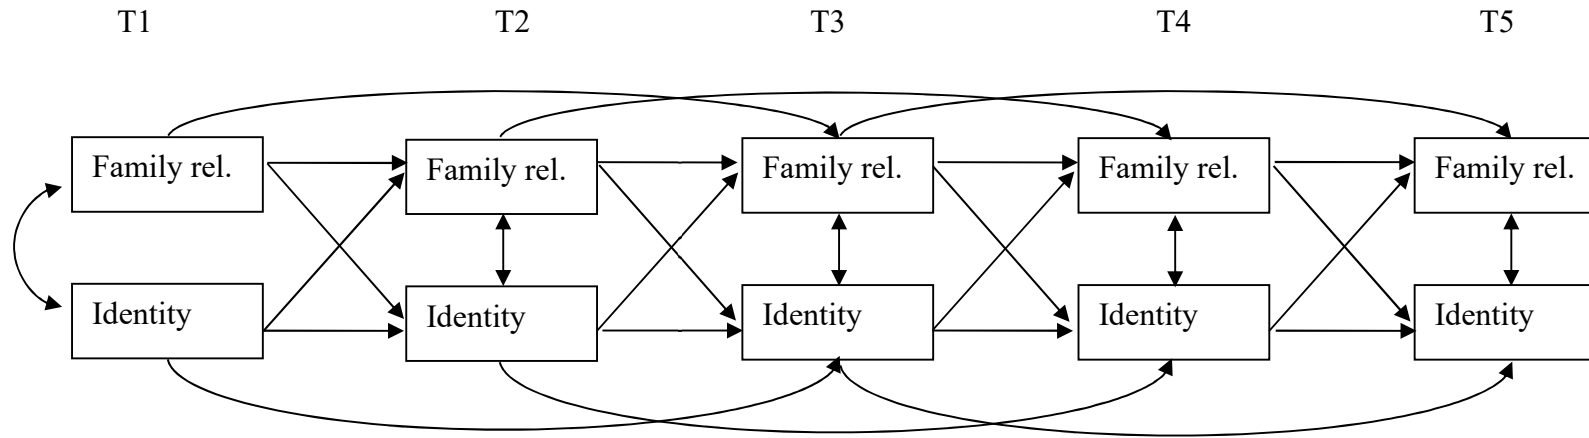 T1 T2 T3 T4 T5
Family rel. Family rel. Family rel. Family rel. Family rel.
Identity Identity Identity Identity Identity